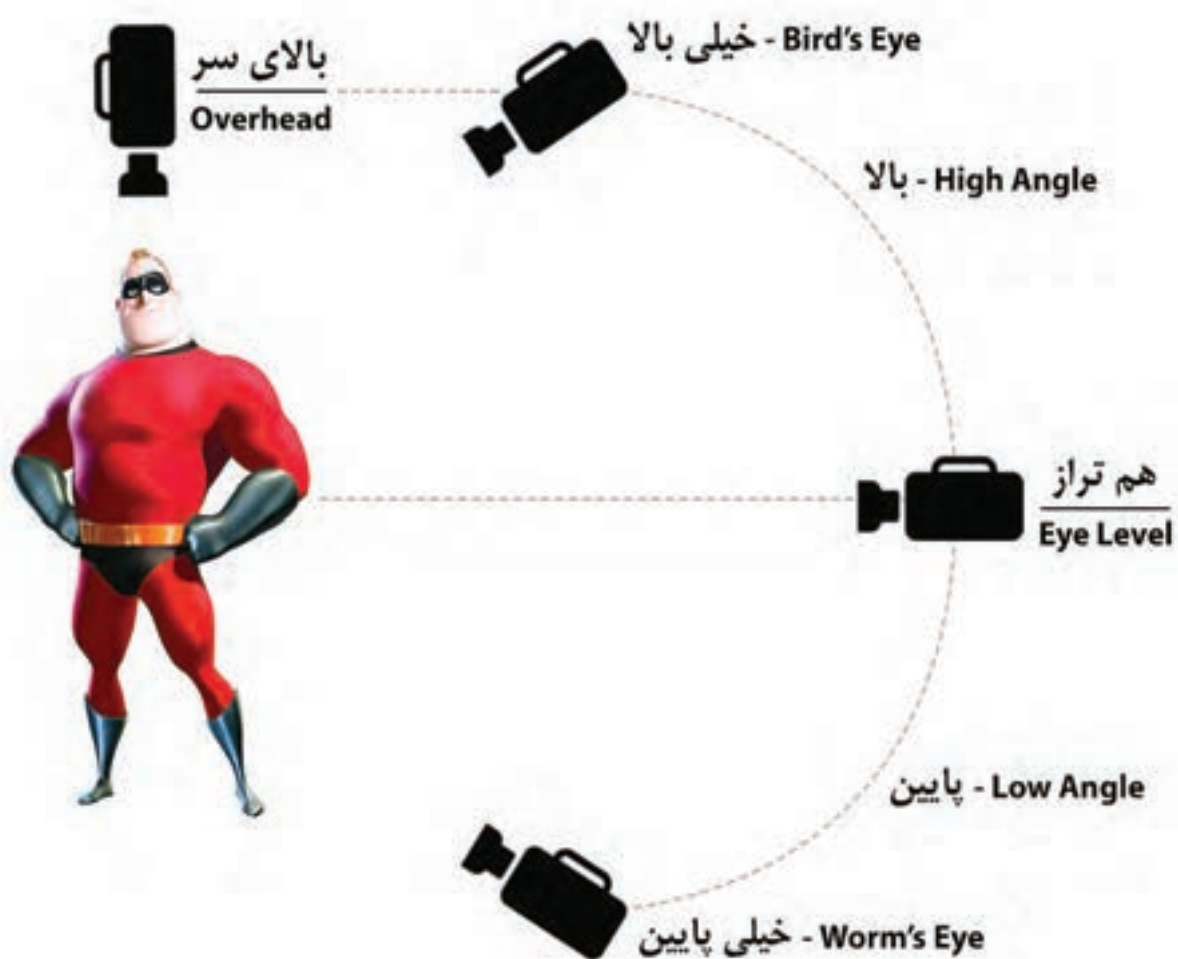 بالای سر
Overhead
خیلی بالا - Bird's Eye
بالا - High Angle
هم تراز
Eye Level
پایین - Low Angle
خیلی پایین - Worm's Eye